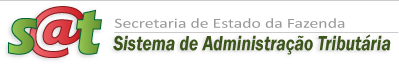 s@t
Secretaria de Estado da Fazenda
Sistema de Administração Tributária